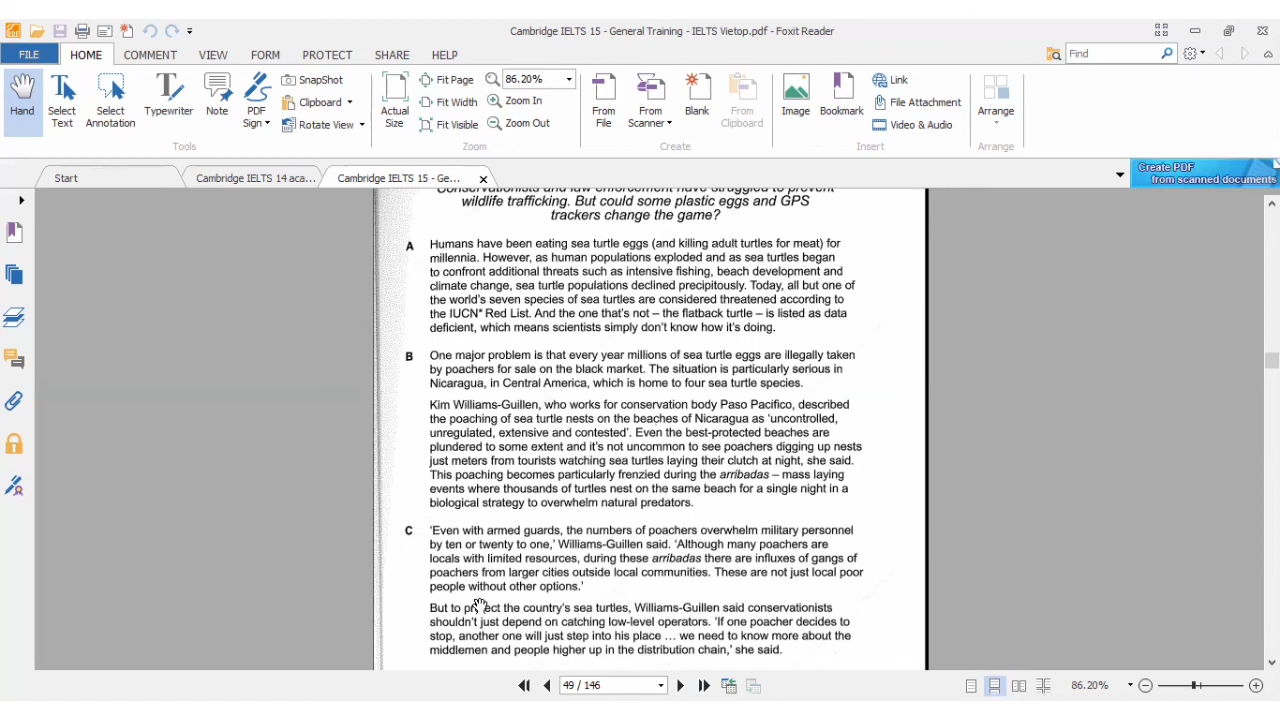 Cambridge IELTS 15 - General Training - IELTS Vietop.pdf - Foxit Reader
FILE HOME COMMENT VIEW FORM PROTECT SHARE HELP
Find
Hand
Select Text
Select Annotation
Typewriter
Note
PDF Sign
SnapShot
Clipboard
Rotate View
Tools
Actual Size
Fit Page
Fit Width
Fit Visible
86.20%
Zoom In
Zoom Out
Zoom
From File
From Scanner
Blank
From Clipboard
Create
Image
Bookmark
Link
File Attachment
Video & Audio
Insert
Arrange
Arrange
Start
Cambridge IELTS 14 aca...
Cambridge IELTS 15 - Ge...
Create PDF
from scanned documents
Conservationists and law enforcement have struggled to prevent
wildlife trafficking. But could some plastic eggs and GPS
trackers change the game?
A Humans have been eating sea turtle eggs (and killing adult turtles for meat) for
millennia. However, as human populations exploded and as sea turtles began
to confront additional threats such as intensive fishing, beach development and
climate change, sea turtle populations declined precipitously. Today, all but one of
the world's seven species of sea turtles are considered threatened according to
the IUCN* Red List. And the one that's not – the flatback turtle – is listed as data
deficient, which means scientists simply don't know how it's doing.
B One major problem is that every year millions of sea turtle eggs are illegally taken
by poachers for sale on the black market. The situation is particularly serious in
Nicaragua, in Central America, which is home to four sea turtle species.
Kim Williams-Guillen, who works for conservation body Paso Pacifico, described
the poaching of sea turtle nests on the beaches of Nicaragua as 'uncontrolled,
unregulated, extensive and contested'. Even the best-protected beaches are
plundered to some extent and it's not uncommon to see poachers digging up nests
just meters from tourists watching sea turtles laying their clutch at night, she said.
This poaching becomes particularly frenzied during the arribadas – mass laying
events where thousands of turtles nest on the same beach for a single night in a
biological strategy to overwhelm natural predators.
C 'Even with armed guards, the numbers of poachers overwhelm military personnel
by ten or twenty to one,' Williams-Guillen said. 'Although many poachers are
locals with limited resources, during these arribadas there are influxes of gangs of
poachers from larger cities outside local communities. These are not just local poor
people without other options.'
But to protect the country's sea turtles, Williams-Guillen said conservationists
shouldn't just depend on catching low-level operators. 'If one poacher decides to
stop, another one will just step into his place ... we need to know more about the
middlemen and people higher up in the distribution chain,' she said.
49 / 146
86.20%